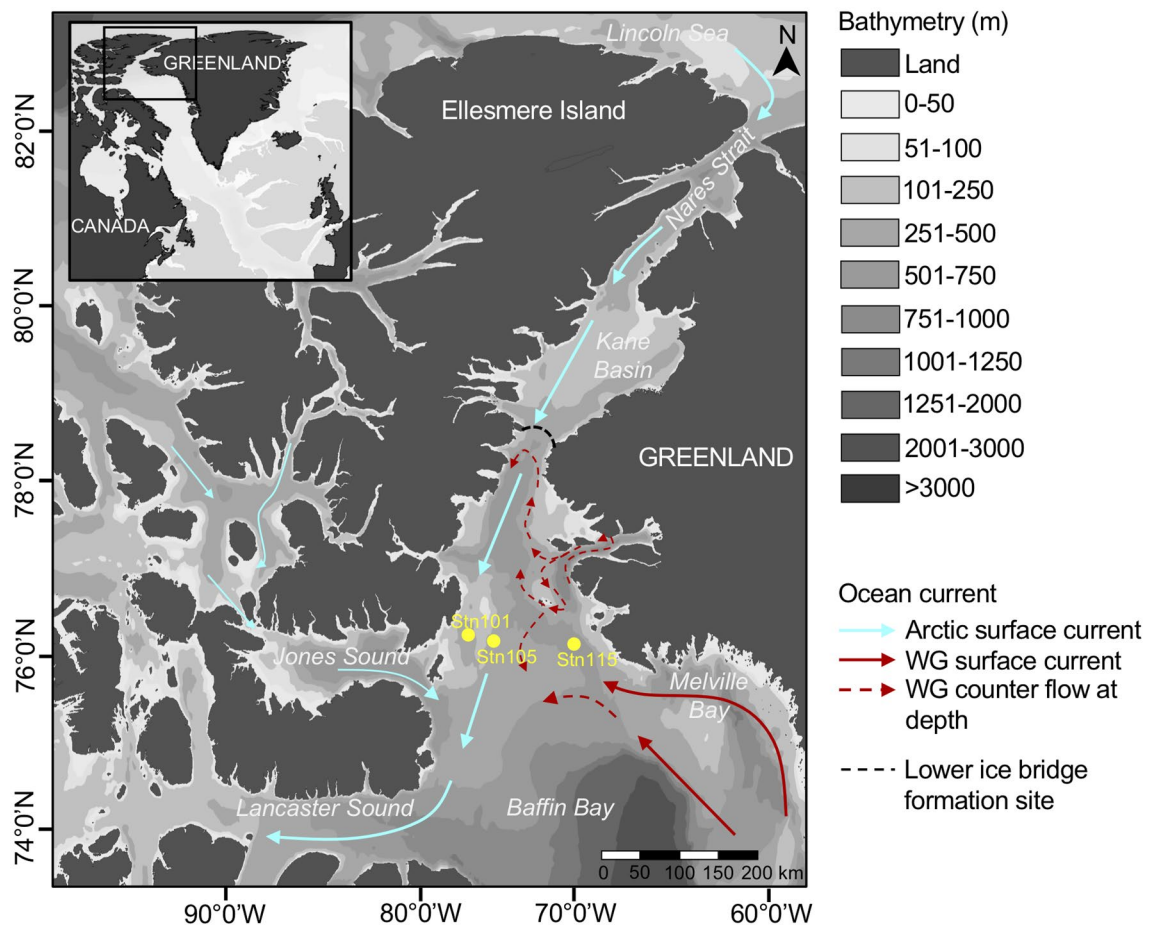 Lincoln Sea
N
GREENLAND
CANADA
Ellesmere Island
Nares Strait
Kane
Basin
GREENLAND
Stn101
Stn105
Stn115
Jones Sound
Melville
Bay
Lancaster Sound
Baffin Bay
0 50 100 150 200 km
82°0'N
80°0'N
78°0'N
76°0'N
74°0'N
90°0'W
80°0'W
70°0'W
60°0'W
Bathymetry (m)
Land
0-50
51-100
101-250
251-500
501-750
751-1000
1001-1250
1251-2000
2001-3000
>3000
Ocean current
Arctic surface current
WG surface current
WG counter flow at
depth
Lower ice bridge
formation site